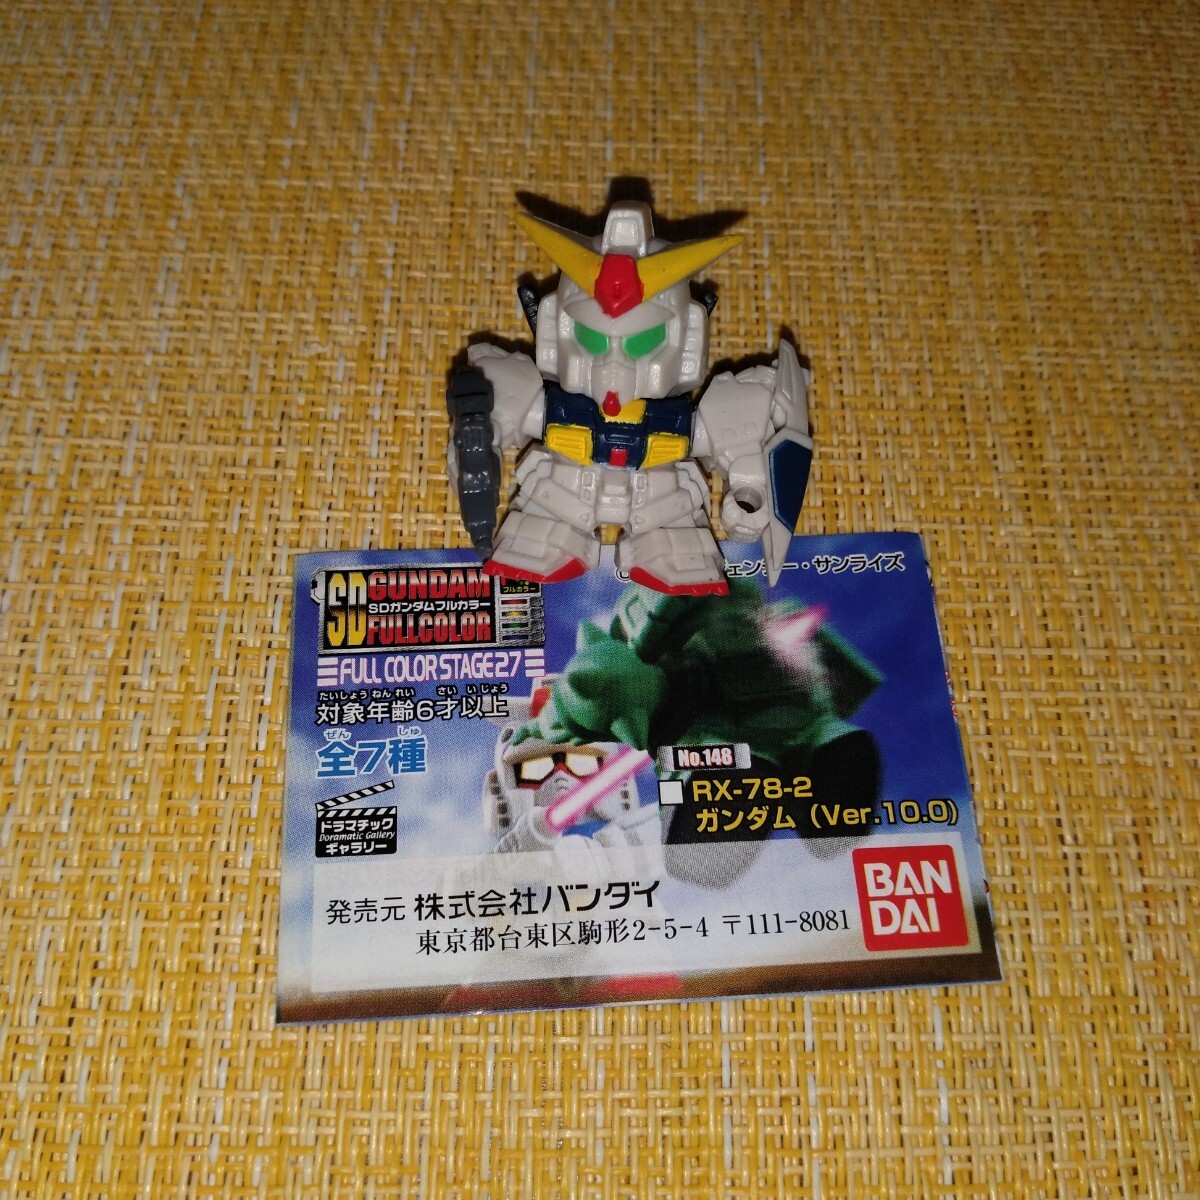 ェンシー・サンライズ
SD GUNDAM
SDガンダムフルカラー
FULLCOLOR
フルカラー
FULL COLOR STAGE 27
たいしょうねんれい さい いじょう
対象年齢6才以上
ぜん しゅ
全7種
No.148
RX-78-2
ガンダム (Ver.10.0)
ドラマチック
Doramatic Gallery
ギャラリー
発売元 株式会社バンダイ
東京都台東区駒形2-5-4 〒111-8081
BAN
DAI